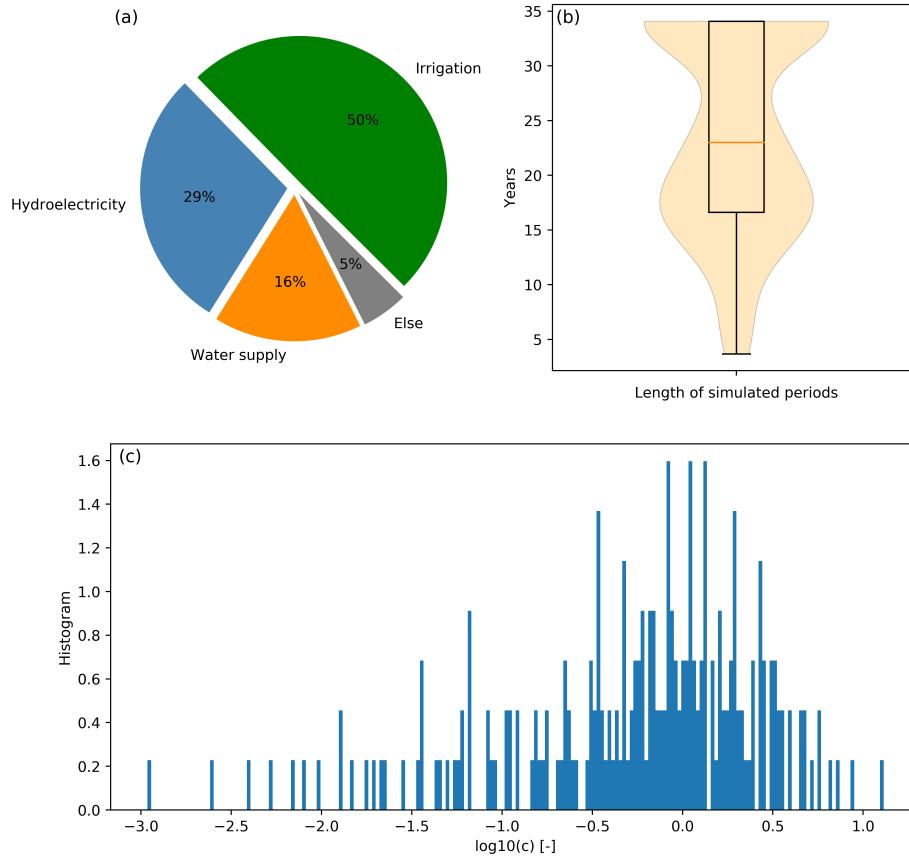 (a)
Irrigation
50%
Hydroelectricity
29%
5%
16%
Else
Water supply
(b)
35
30
25
20
15
10
5
Years
Length of simulated periods
(c)
1.6
1.4
1.2
1.0
0.8
0.6
0.4
0.2
0.0
Histogram
−3.0 −2.5 −2.0 −1.5 −1.0 −0.5 0.0 0.5 1.0
log10(c) [-]